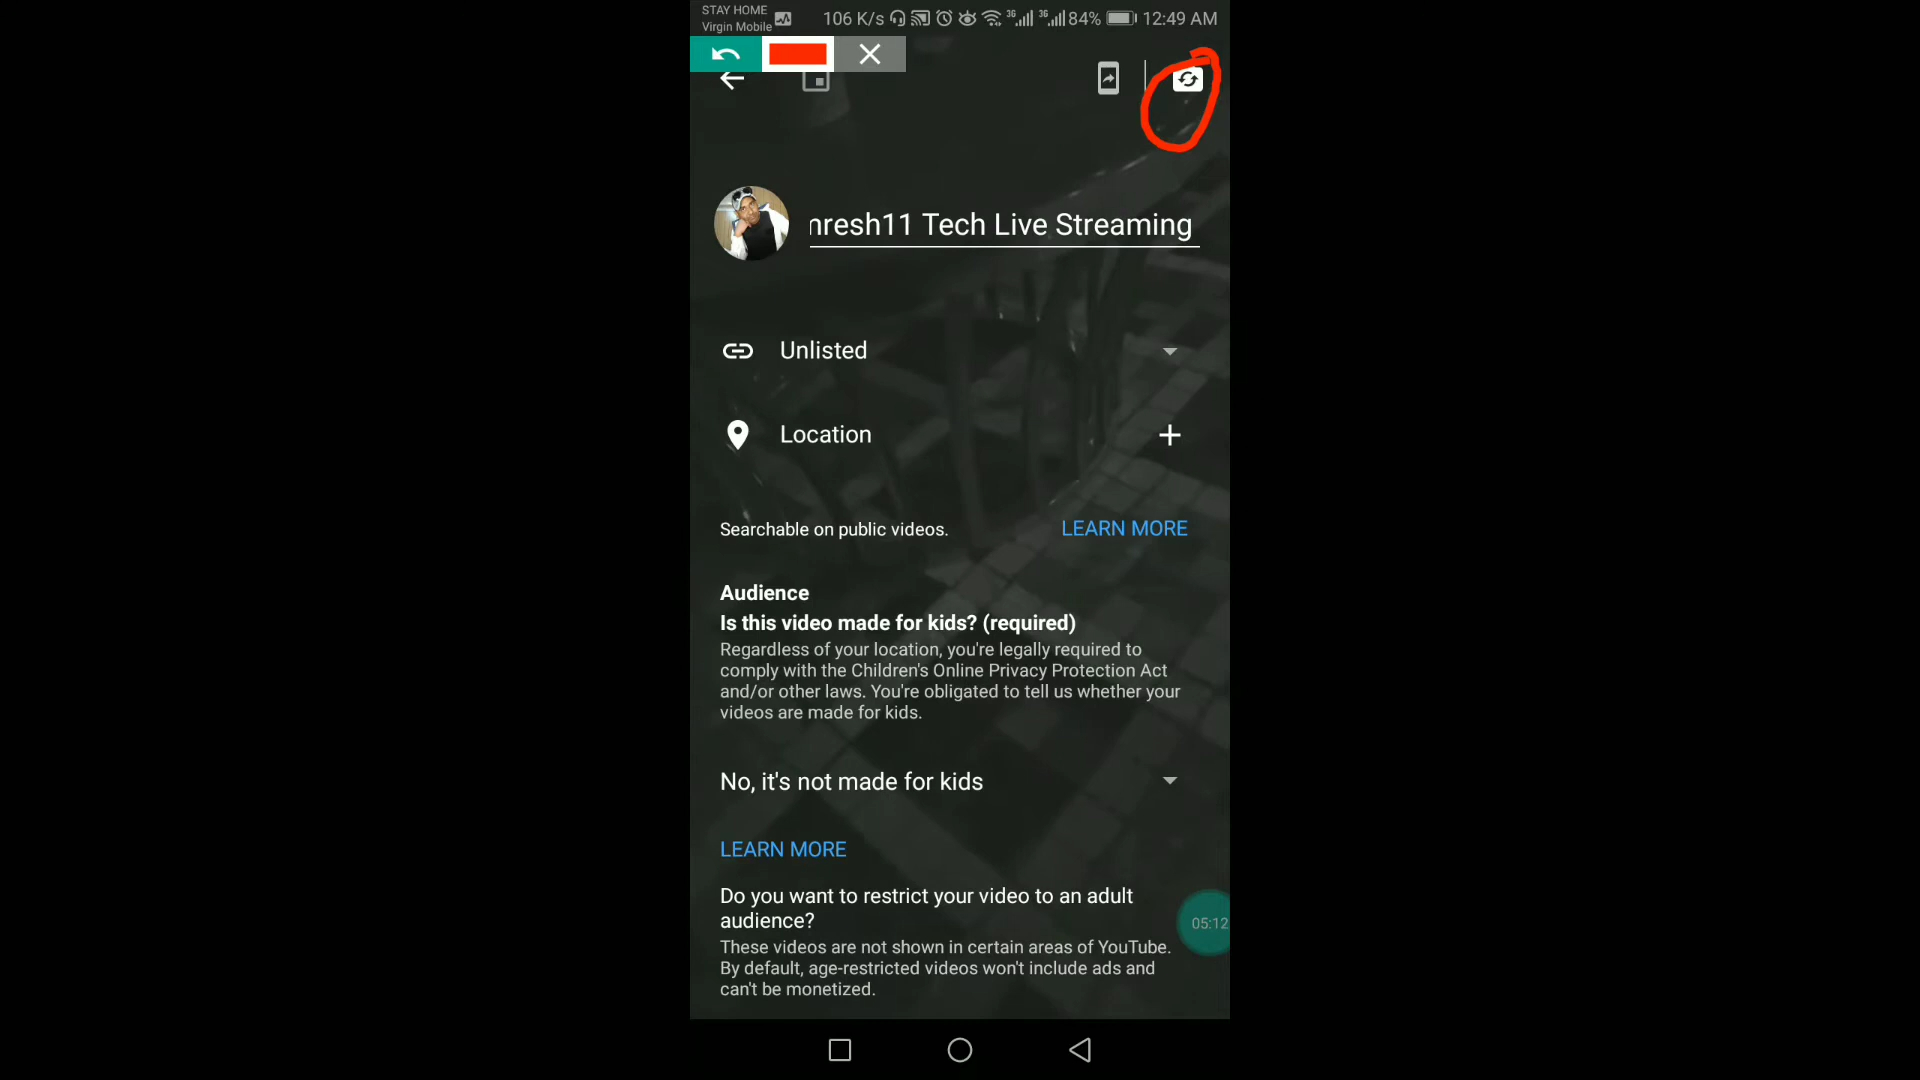 STAY HOME
Virgin Mobile
106 K/s 3G 3G 84% 12:49 AM
nresh11 Tech Live Streaming
Unlisted
Location
Searchable on public videos. LEARN MORE
Audience
Is this video made for kids? (required)
Regardless of your location, you're legally required to
comply with the Children's Online Privacy Protection Act
and/or other laws. You're obligated to tell us whether your
videos are made for kids.
No, it's not made for kids
LEARN MORE
Do you want to restrict your video to an adult
audience?
05:12
These videos are not shown in certain areas of YouTube.
By default, age-restricted videos won't include ads and
can't be monetized.